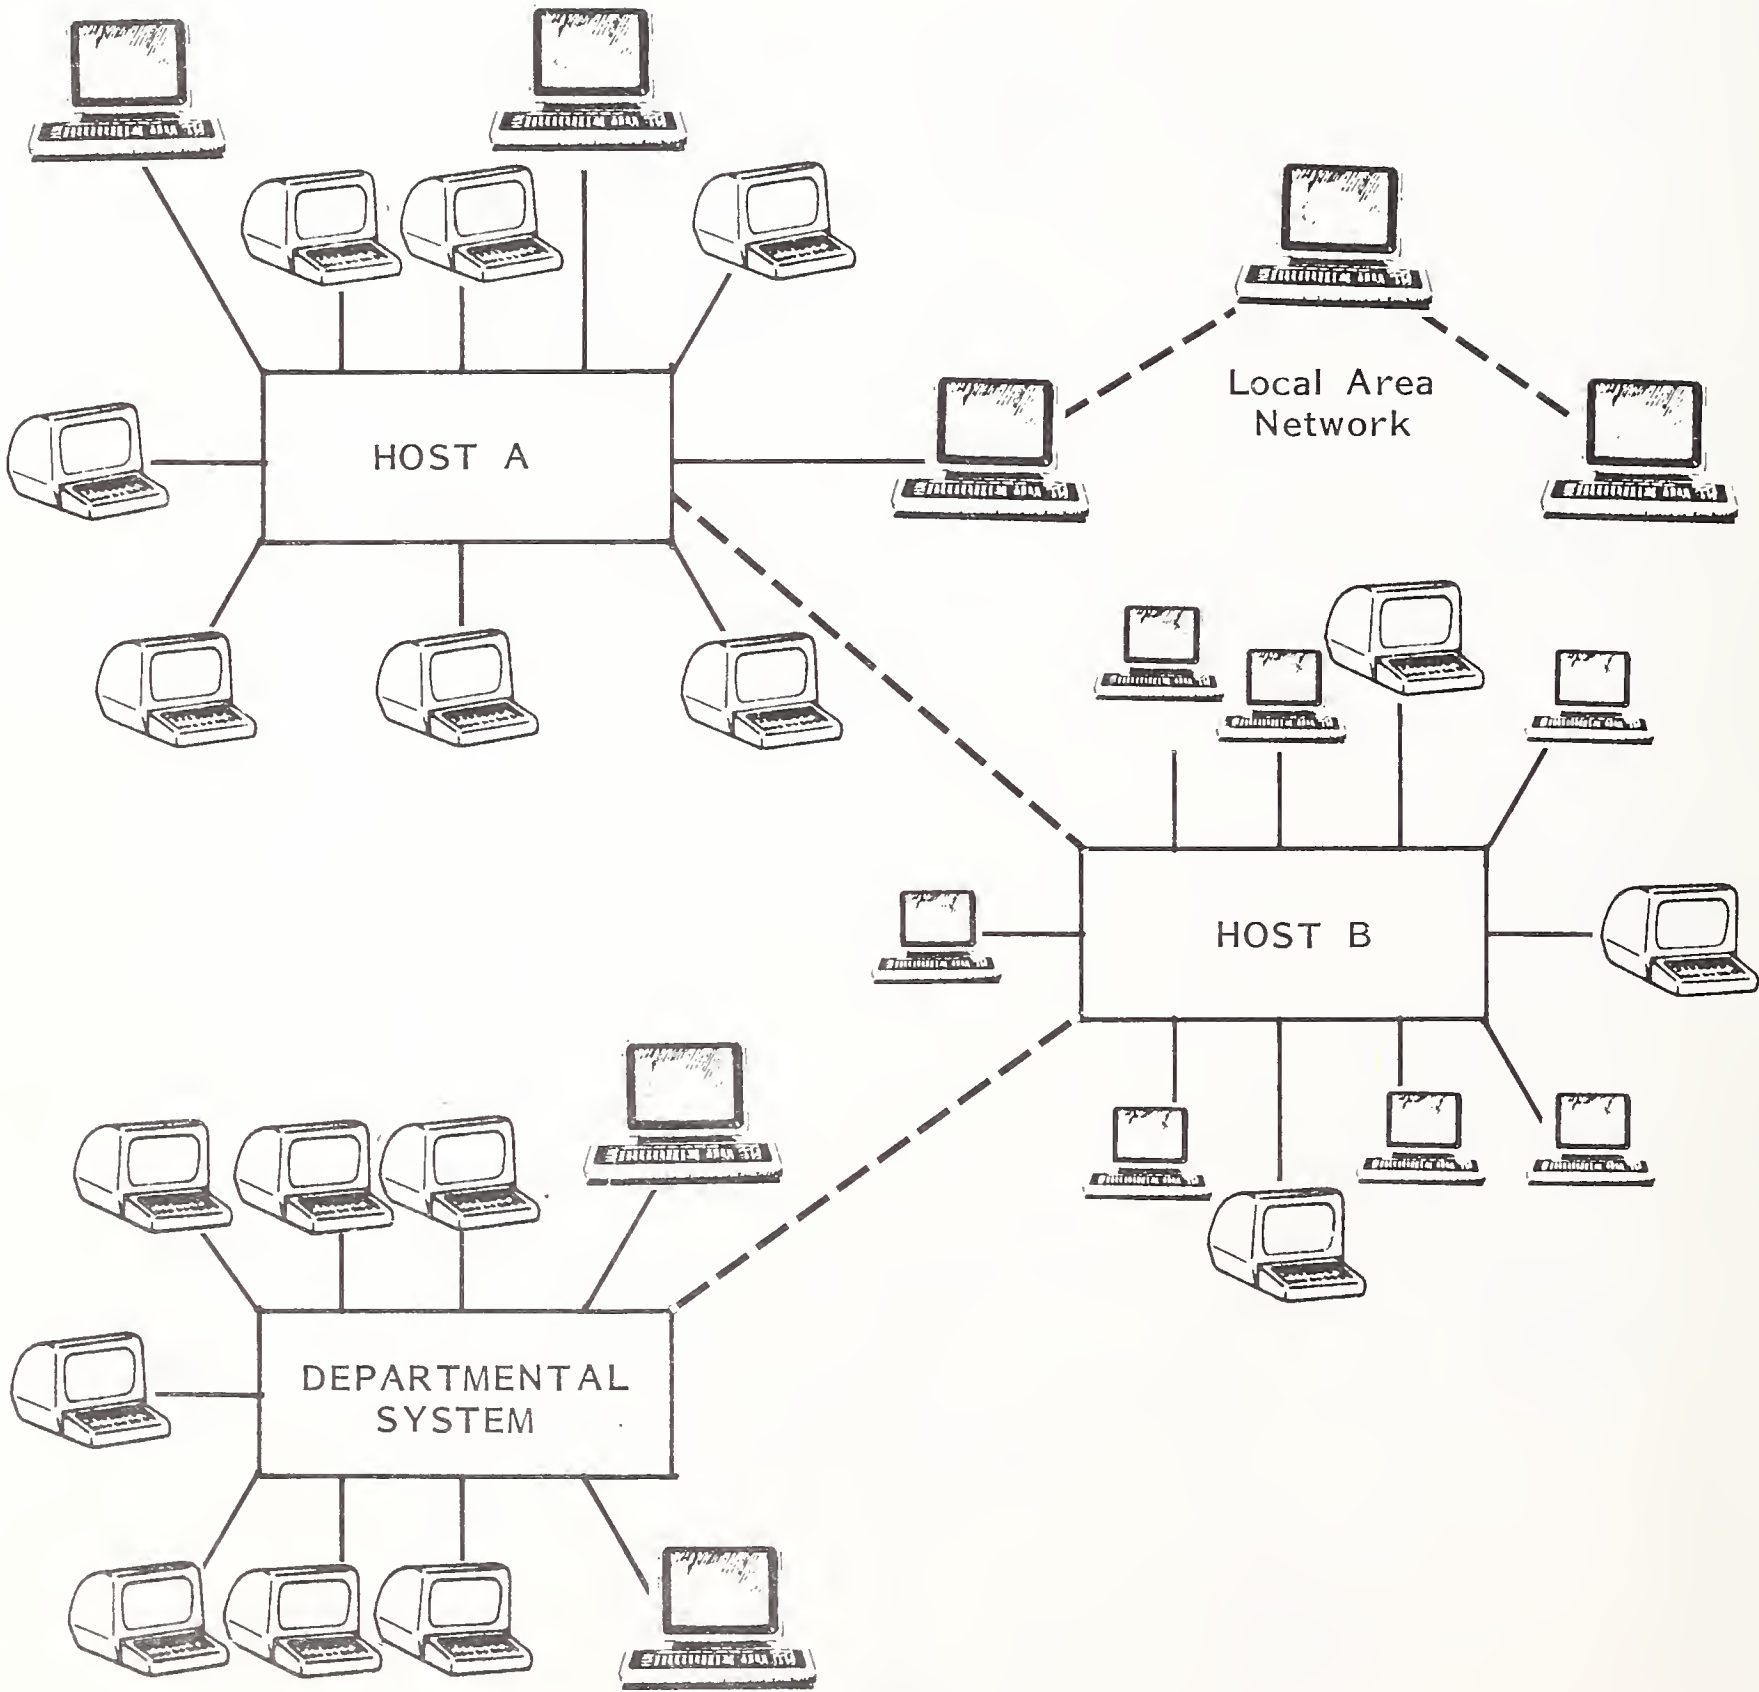 Local Area
Network
HOST A
HOST B
DEPARTMENTAL
SYSTEM